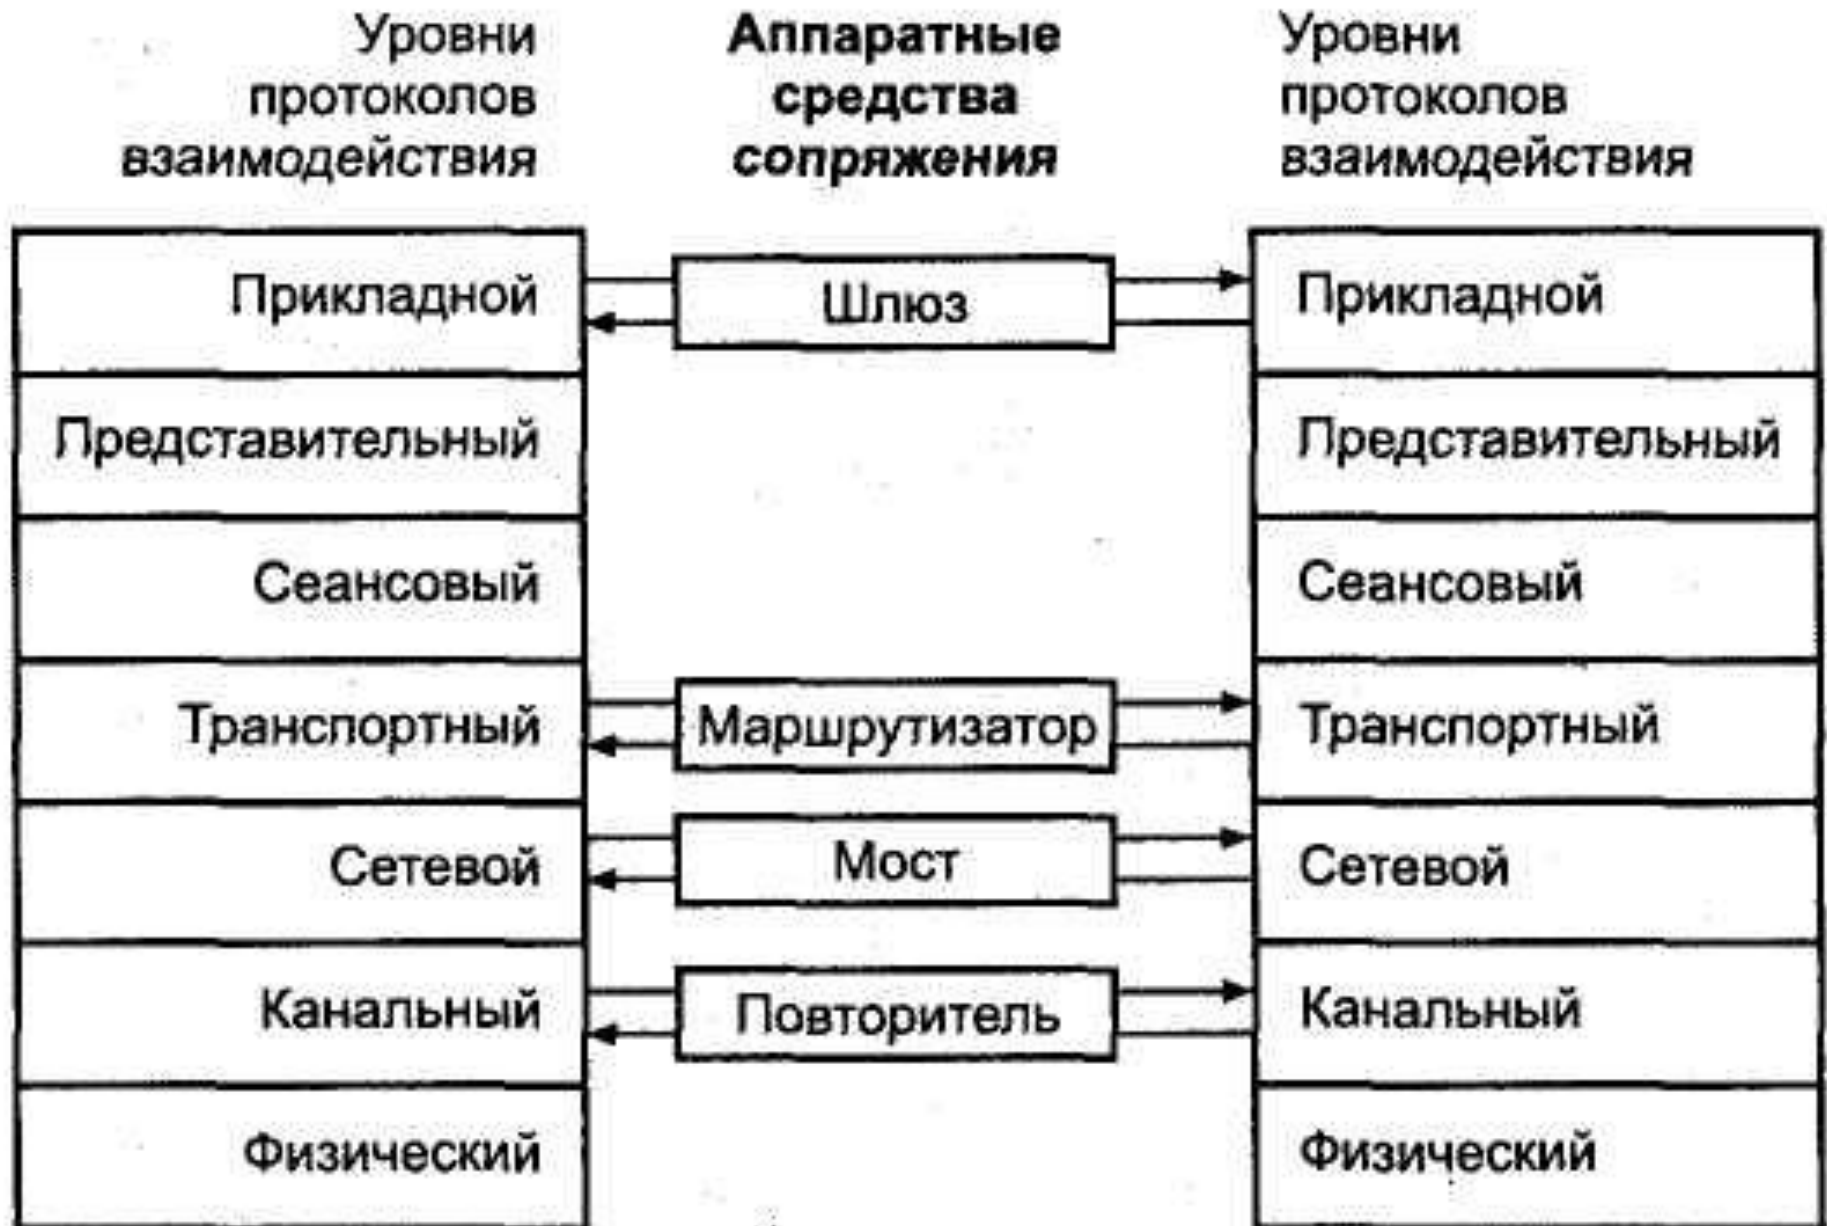 Уровни
протоколов
взаимодействия
Аппаратные
средства
сопряжения
Уровни
протоколов
взаимодействия
Прикладной
Шлюз
Прикладной
Представительный
Представительный
Сеансовый
Сеансовый
Транспортный
Маршрутизатор
Транспортный
Сетевой
Мост
Сетевой
Канальный
Повторитель
Канальный
Физический
Физический